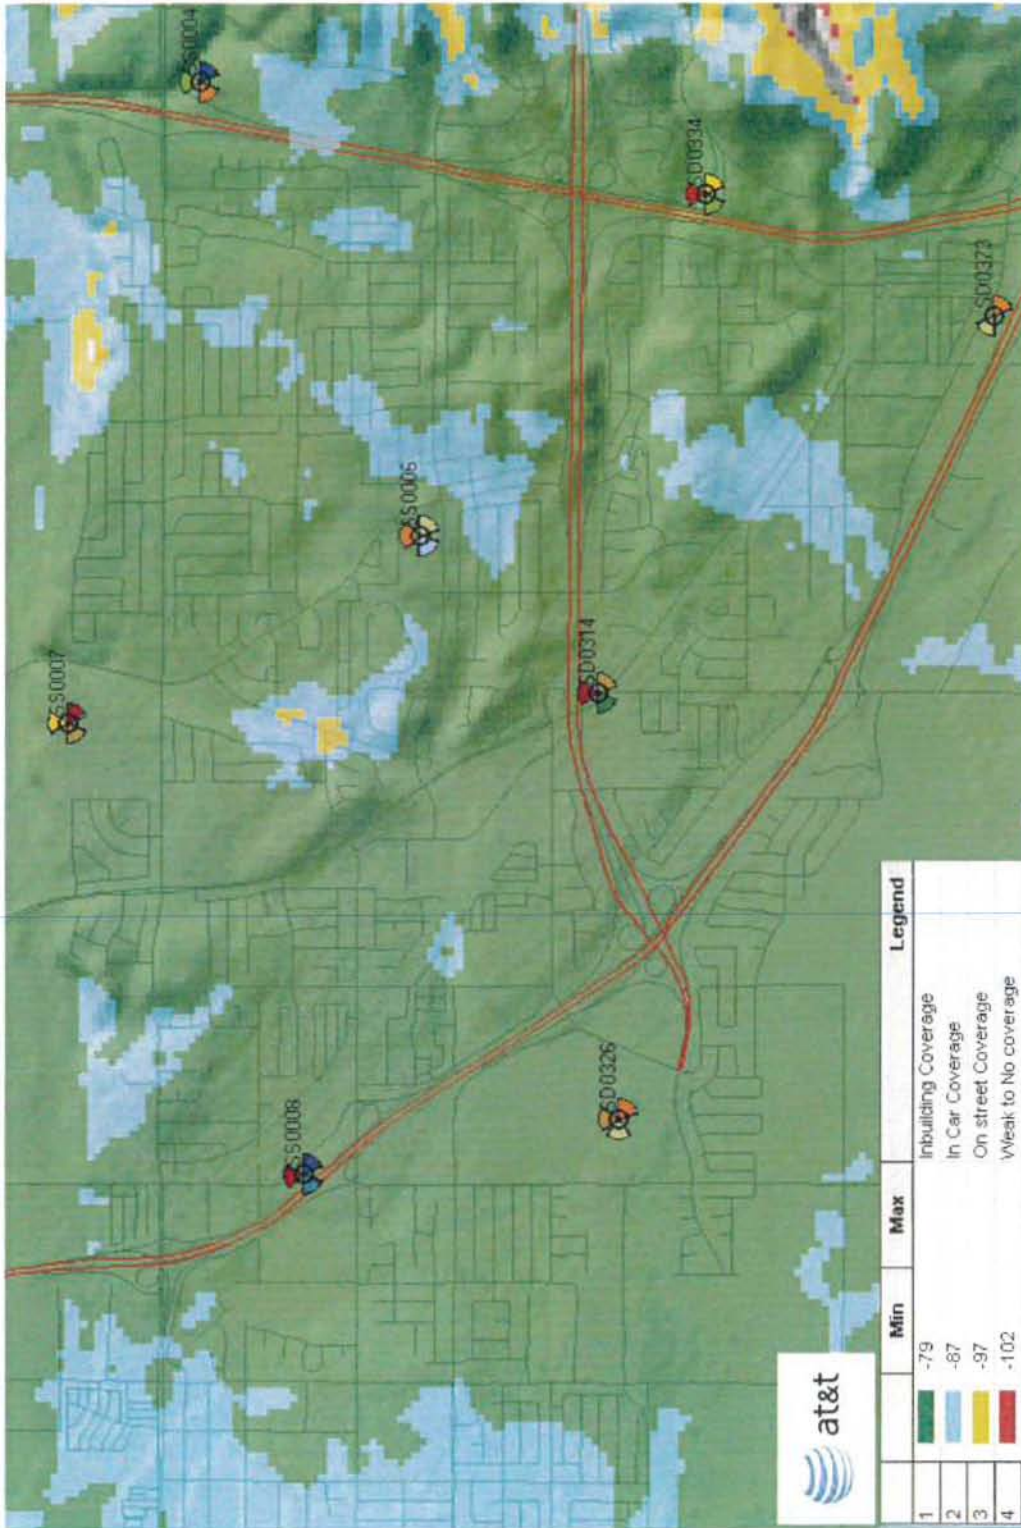 SS0004
SS0007
SS0006
SD0334
SD0373
SD0314
SS0008
SD0326
at&t
Min Max Legend
1 -79 Inbuilding Coverage
2 -87 In Car Coverage
3 -97 On street Coverage
4 -102 Weak to No coverage